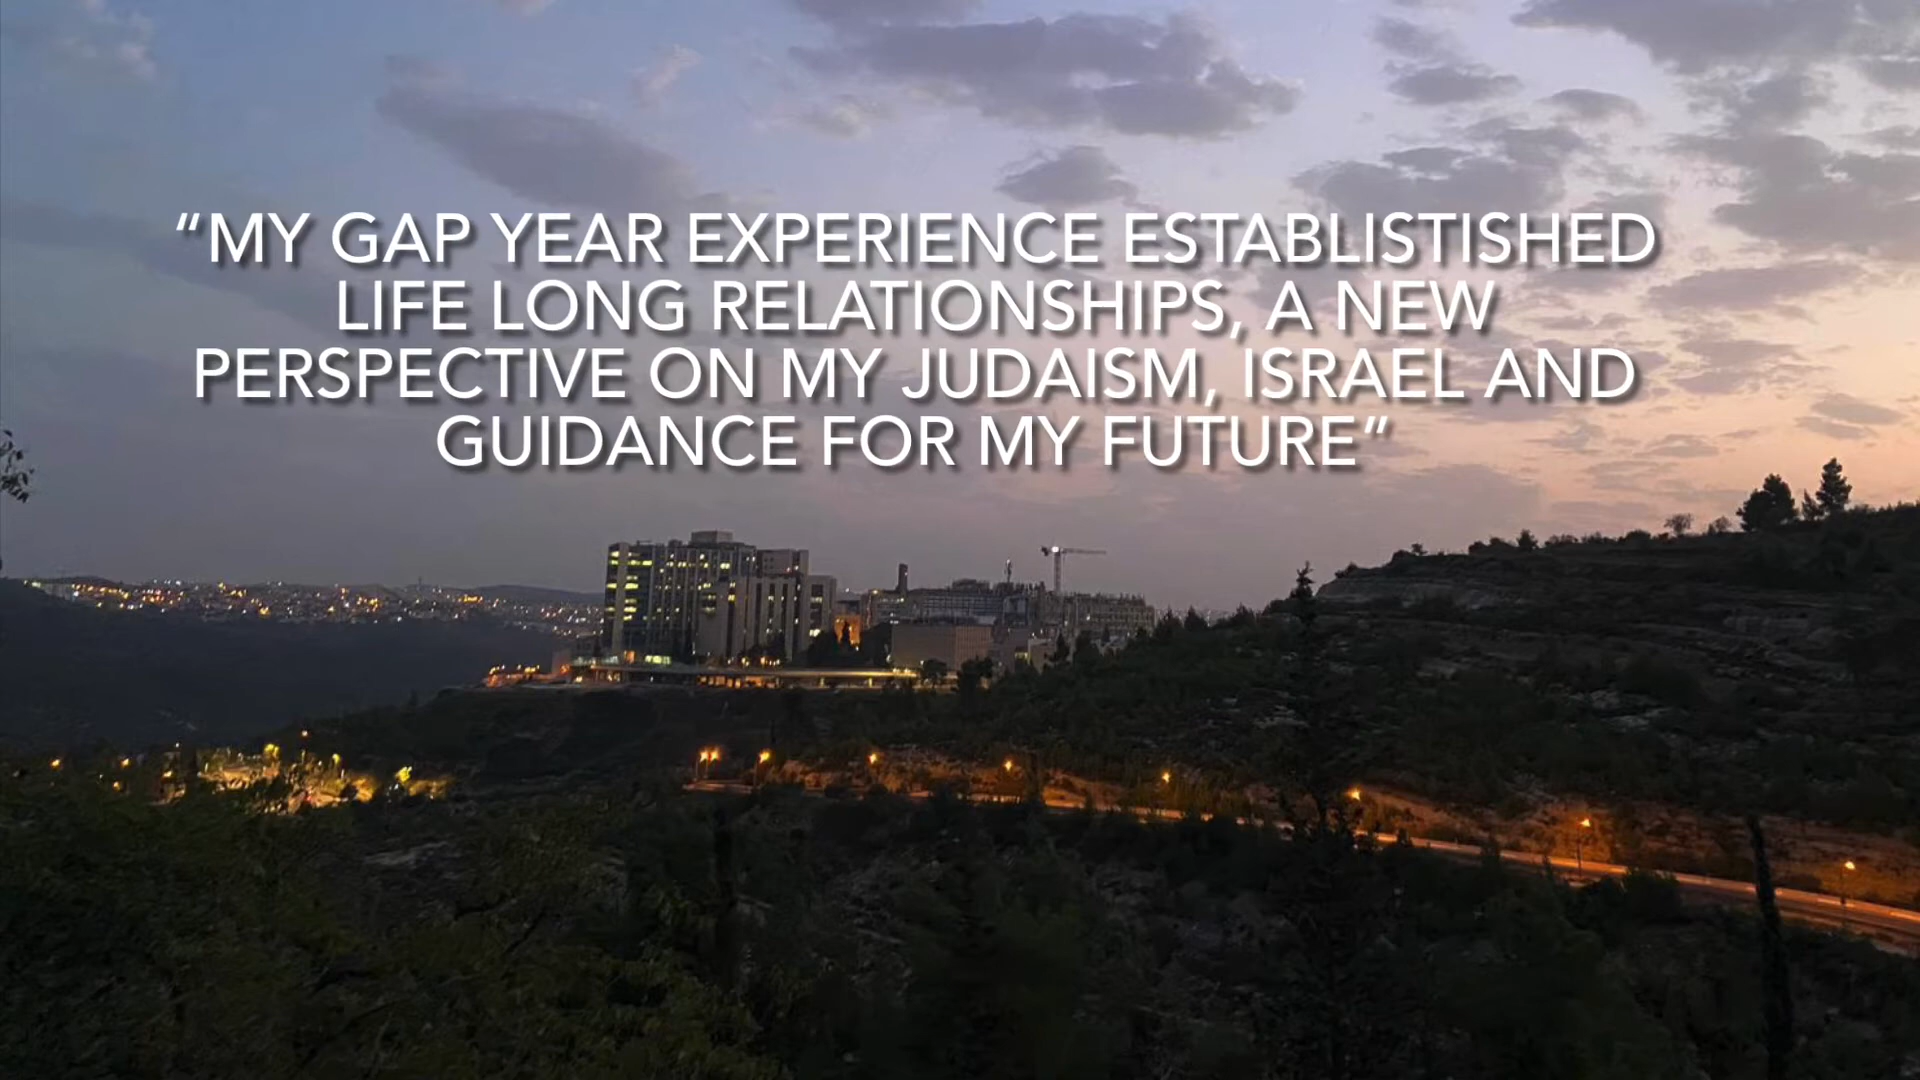 “MY GAP YEAR EXPERIENCE ESTABLISTISHED
LIFE LONG RELATIONSHIPS, A NEW
PERSPECTIVE ON MY JUDAISM, ISRAEL AND
GUIDANCE FOR MY FUTURE”